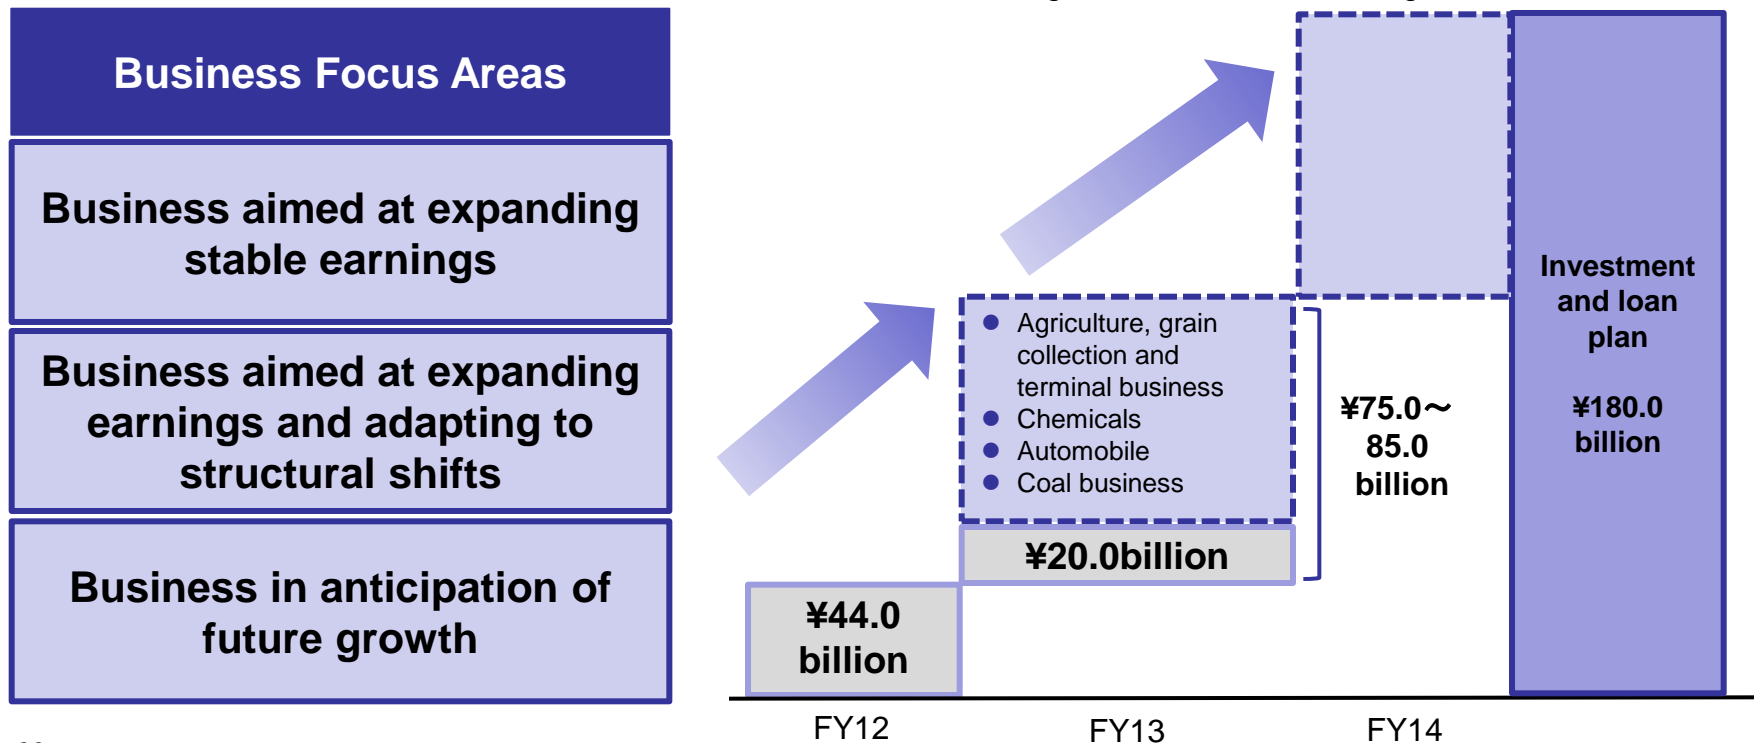 Business Focus Areas
Business aimed at expanding
stable earnings
Business aimed at expanding
earnings and adapting to
structural shifts
Business in anticipation of
future growth
● Agriculture, grain
collection and
terminal business
● Chemicals
● Automobile
● Coal business
¥20.0billion
¥44.0
billion
¥75.0～
85.0
billion
Investment
and loan
plan
¥180.0
billion
FY12
FY13
FY14